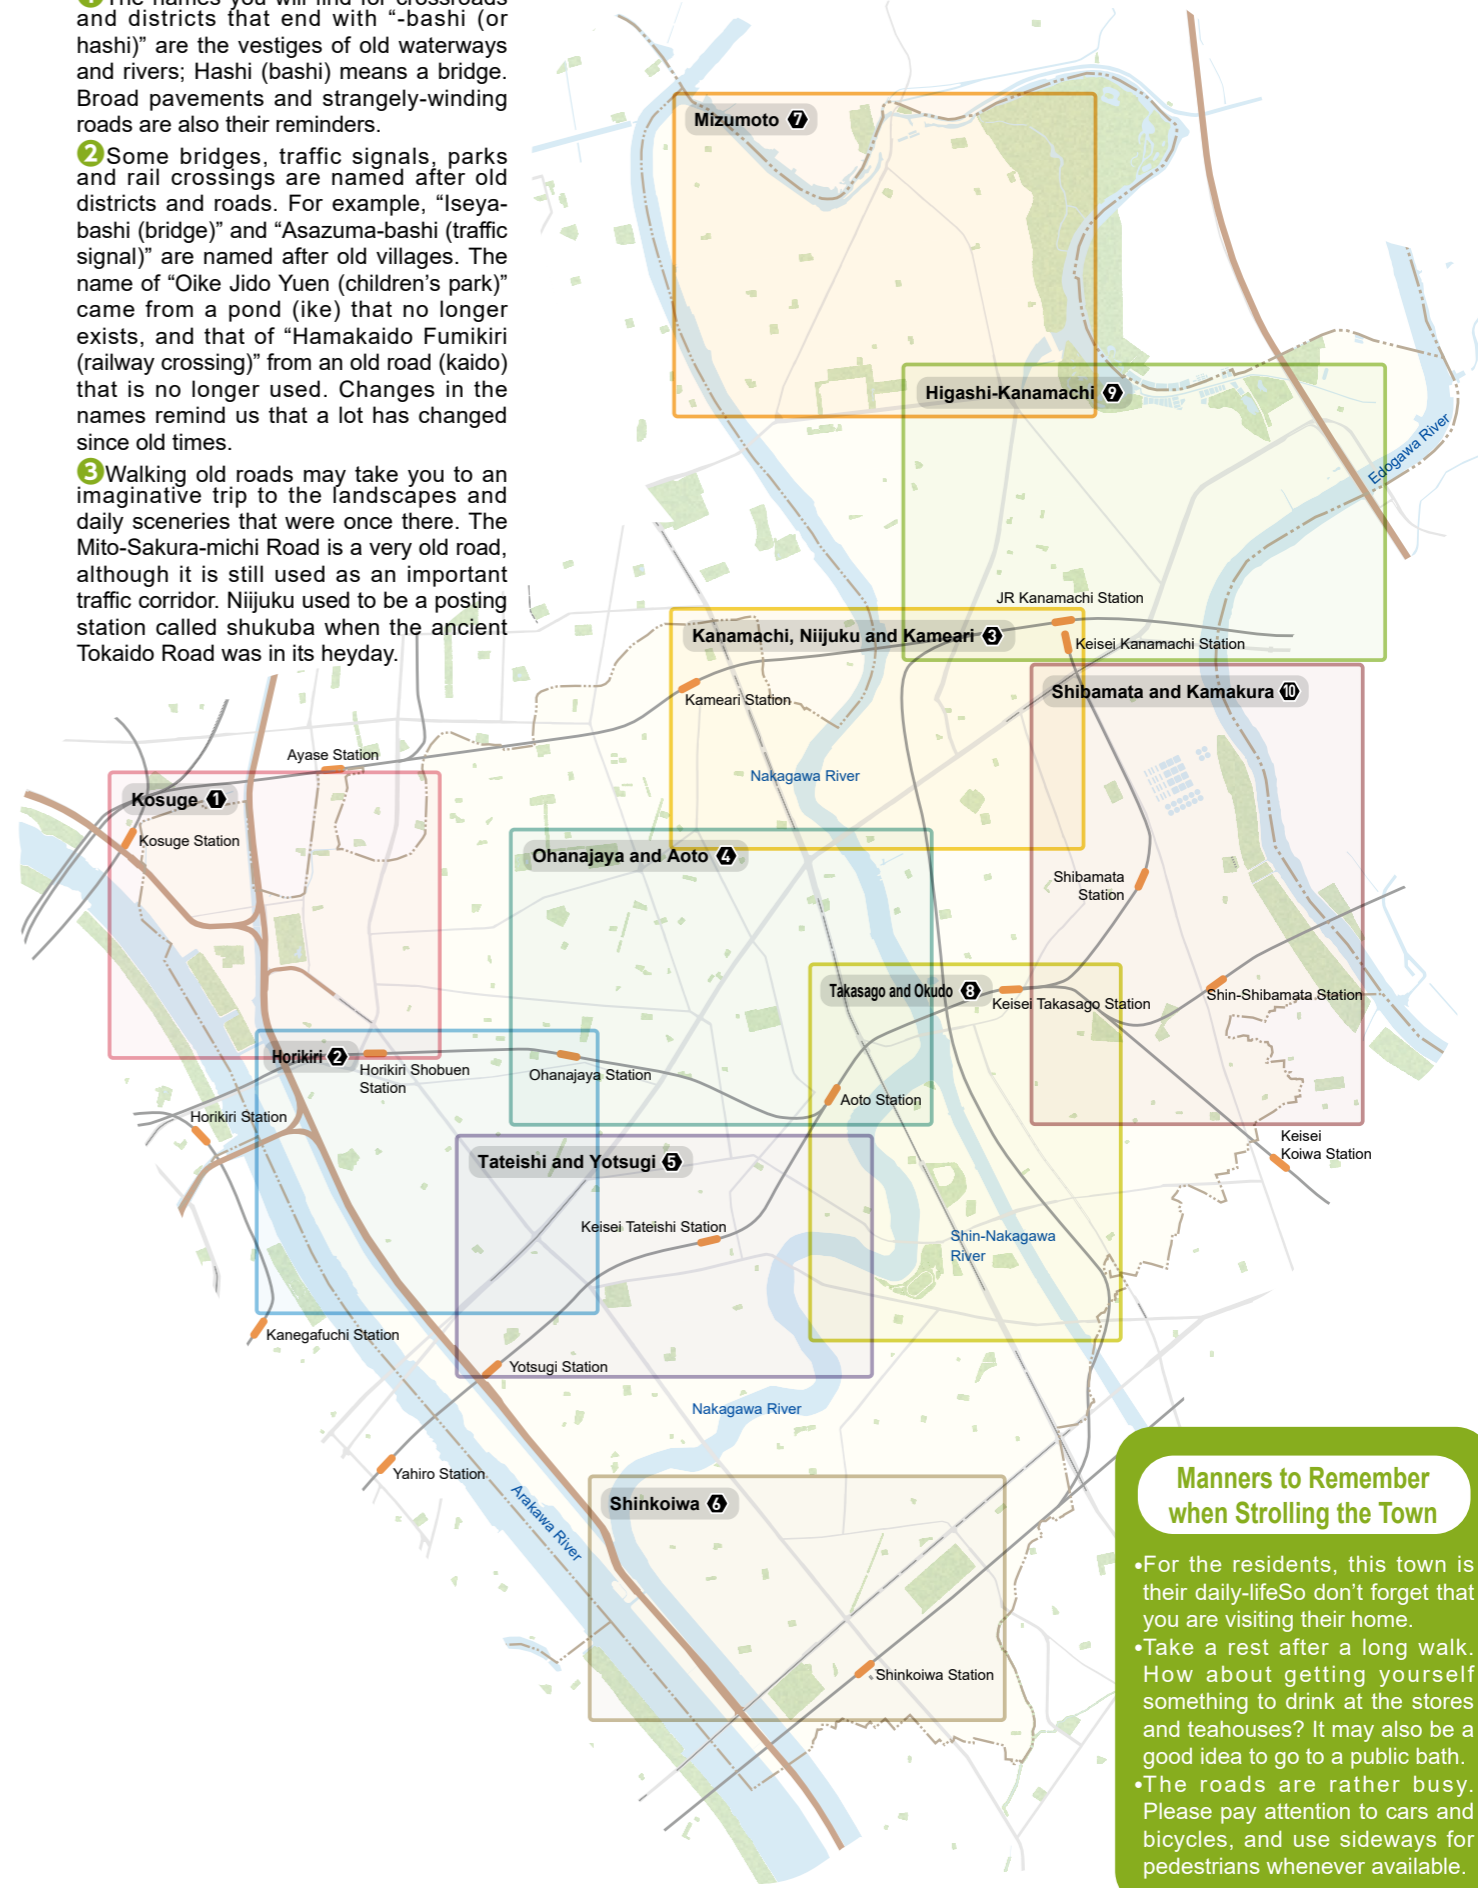 ❶The names you will find for crossroads
and districts that end with “-bashi (or
hashi)” are the vestiges of old waterways
and rivers; Hashi (bashi) means a bridge.
Broad pavements and strangely-winding
roads are also their reminders.
❷Some bridges, traffic signals, parks
and rail crossings are named after old
districts and roads. For example, “Iseya-
bashi (bridge)” and “Asazuma-bashi (traffic
signal)” are named after old villages. The
name of “Oike Jido Yuen (children’s park)”
came from a pond (ike) that no longer
exists, and that of “Hamakaido Fumikiri
(railway crossing)” from an old road (kaido)
that is no longer used. Changes in the
names remind us that a lot has changed
since old times.
❸Walking old roads may take you to an
imaginative trip to the landscapes and
daily sceneries that were once there. The
Mito-Sakura-michi Road is a very old road,
although it is still used as an important
traffic corridor. Niijuku used to be a posting
station called shukuba when the ancient
Tokaido Road was in its heyday.
Mizumoto 7
Higashi-Kanamachi 9
Edogawa River
JR Kanamachi Station
Kanamachi, Niijuku and Kameari 3
Keisei Kanamachi Station
Kameari Station
Shibamata and Kamakura 10
Ayase Station
Nakagawa River
Kosuge 1
Kosuge Station
Ohanajaya and Aoto 4
Shibamata
Station
Takasago and Okudo 8
Keisei Takasago Station
Shin-Shibamata Station
Horikiri 2
Horikiri Shobuen
Station
Ohanajaya Station
Aoto Station
Horikiri Station
Keisei
Koiwa Station
Tateishi and Yotsugi 5
Keisei Tateishi Station
Shin-Nakagawa
River
Kanegafuchi Station
Yotsugi Station
Nakagawa River
Yahiro Station
Arakawa River
Shinkoiwa 6
Shinkoiwa Station
Manners to Remember
when Strolling the Town
•For the residents, this town is
their daily-lifeSo don’t forget that
you are visiting their home.
•Take a rest after a long walk.
How about getting yourself
something to drink at the stores
and teahouses? It may also be a
good idea to go to a public bath.
•The roads are rather busy.
Please pay attention to cars and
bicycles, and use sideways for
pedestrians whenever available.